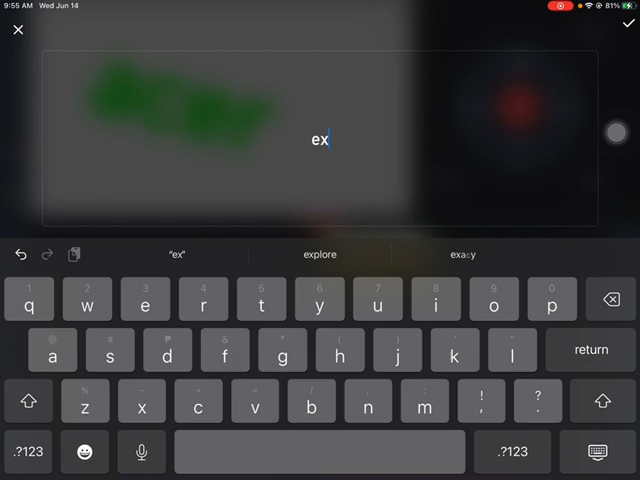 9:55 AM Wed Jun 14 81%
ex
"ex" explore exacy
1 2 3 4 5 6 7 8 9 0
q w e r t y u i o p
@ # ₱ & * ( ) ' "
a s d f g h j k l return
% - + = / ; : ! ?
z x c v b n m , .
.?123 .?123